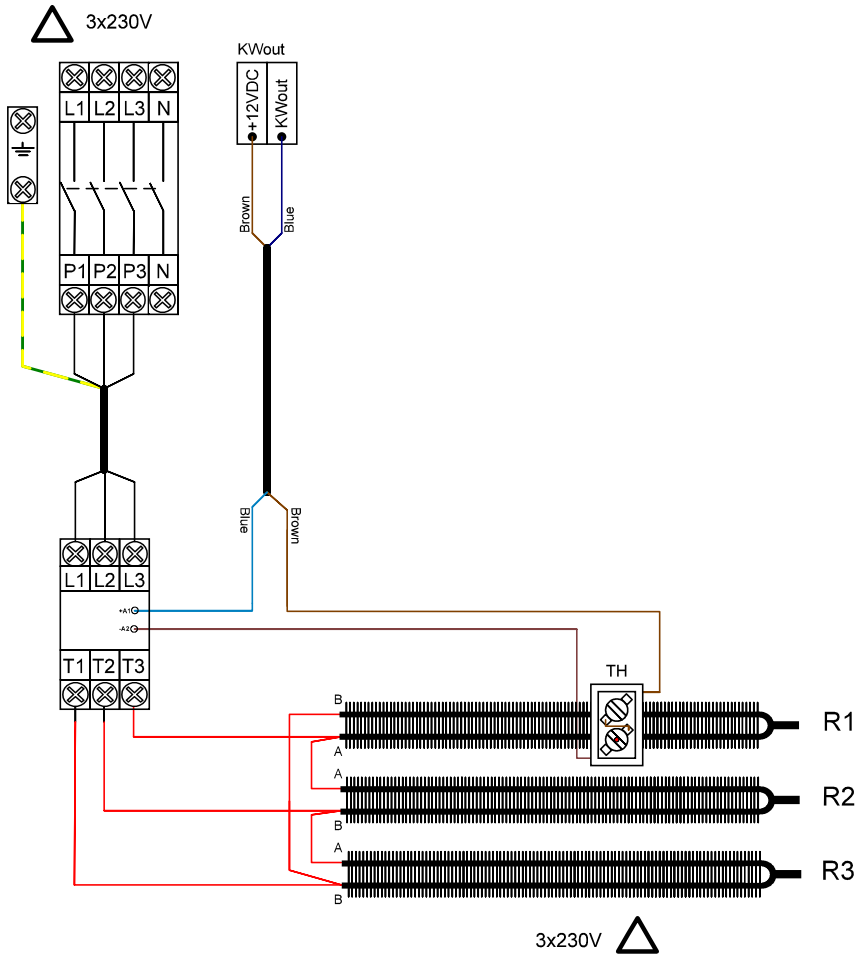 3x230V
KWout
L1 L2 L3 N
+12VDC
KWout
Brown
Blue
P1 P2 P3 N
Blue
Brown
L1 L2 L3
+A1
-A2
T1 T2 T3
TH
B
R1
A
A
R2
B
A
R3
B
3x230V